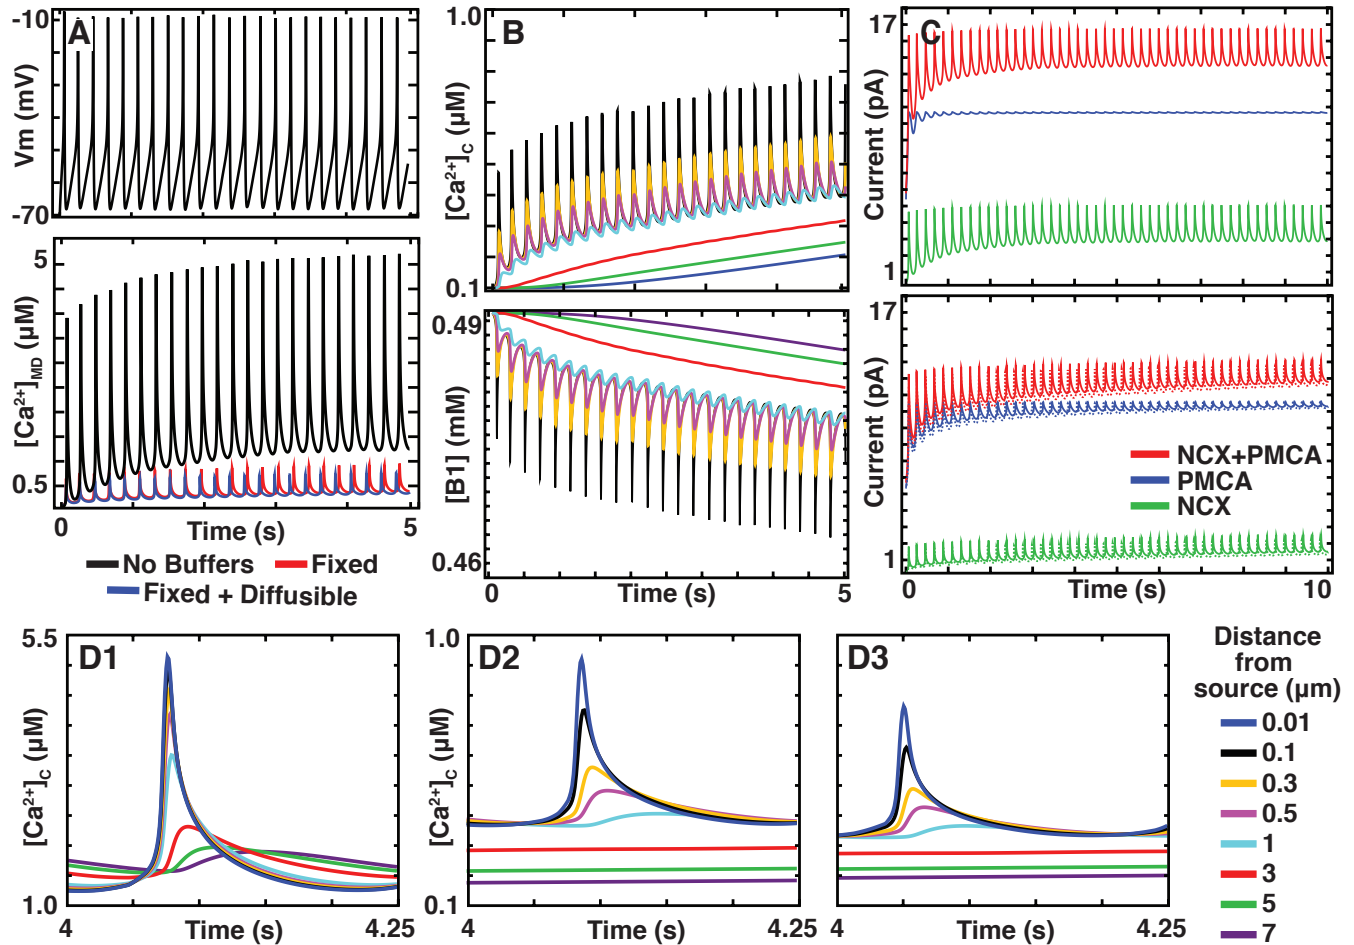 A
-10
Vm (mV)
-70
5
[Ca²⁺]MD (µM)
0.5
0
Time (s)
5
No Buffers
Fixed
Fixed + Diffusible
B
1.0
[Ca²⁺]C (µM)
0.1
0.49
[B1] (mM)
0.46
0
Time (s)
5
C
17
Current (pA)
1
17
Current (pA)
1
NCX+PMCA
PMCA
NCX
0
Time (s)
10
D1
5.5
[Ca²⁺]C (µM)
1.0
4
Time (s)
4.25
D2
1.0
[Ca²⁺]C (µM)
0.1
4
Time (s)
4.25
D3
4
Time (s)
4.25
Distance
from
source (µm)
0.01
0.1
0.3
0.5
1
3
5
7